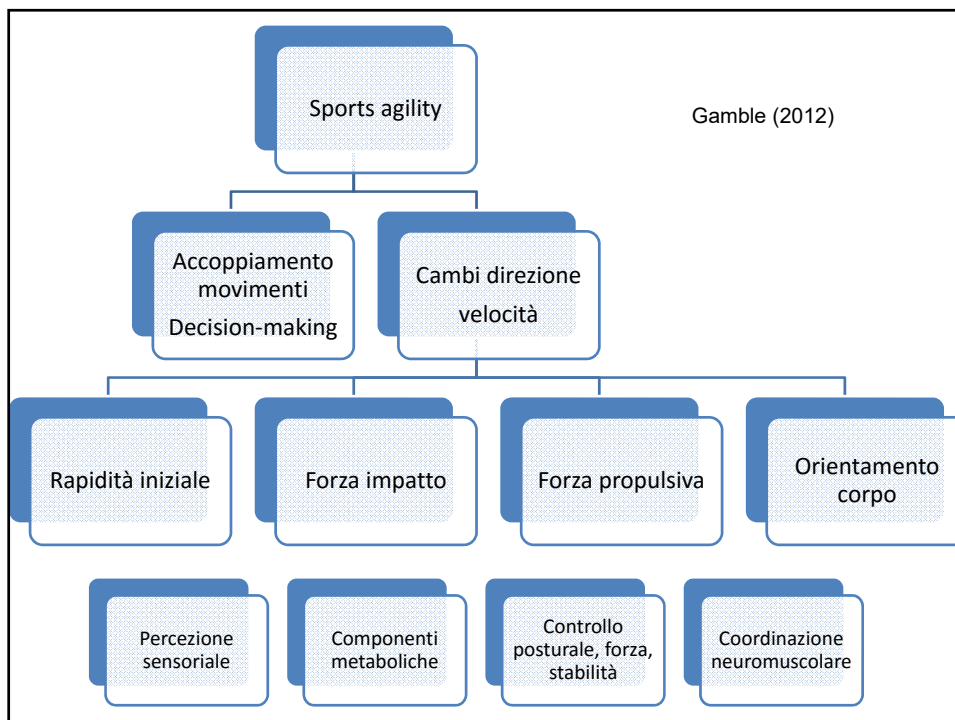 Sports agility
Gamble (2012)
Accoppiamento
movimenti
Decision-making
Cambi direzione
velocità
Rapidità iniziale
Forza impatto
Forza propulsiva
Orientamento
corpo
Percezione
sensoriale
Componenti
metaboliche
Controllo
posturale, forza,
stabilità
Coordinazione
neuromuscolare